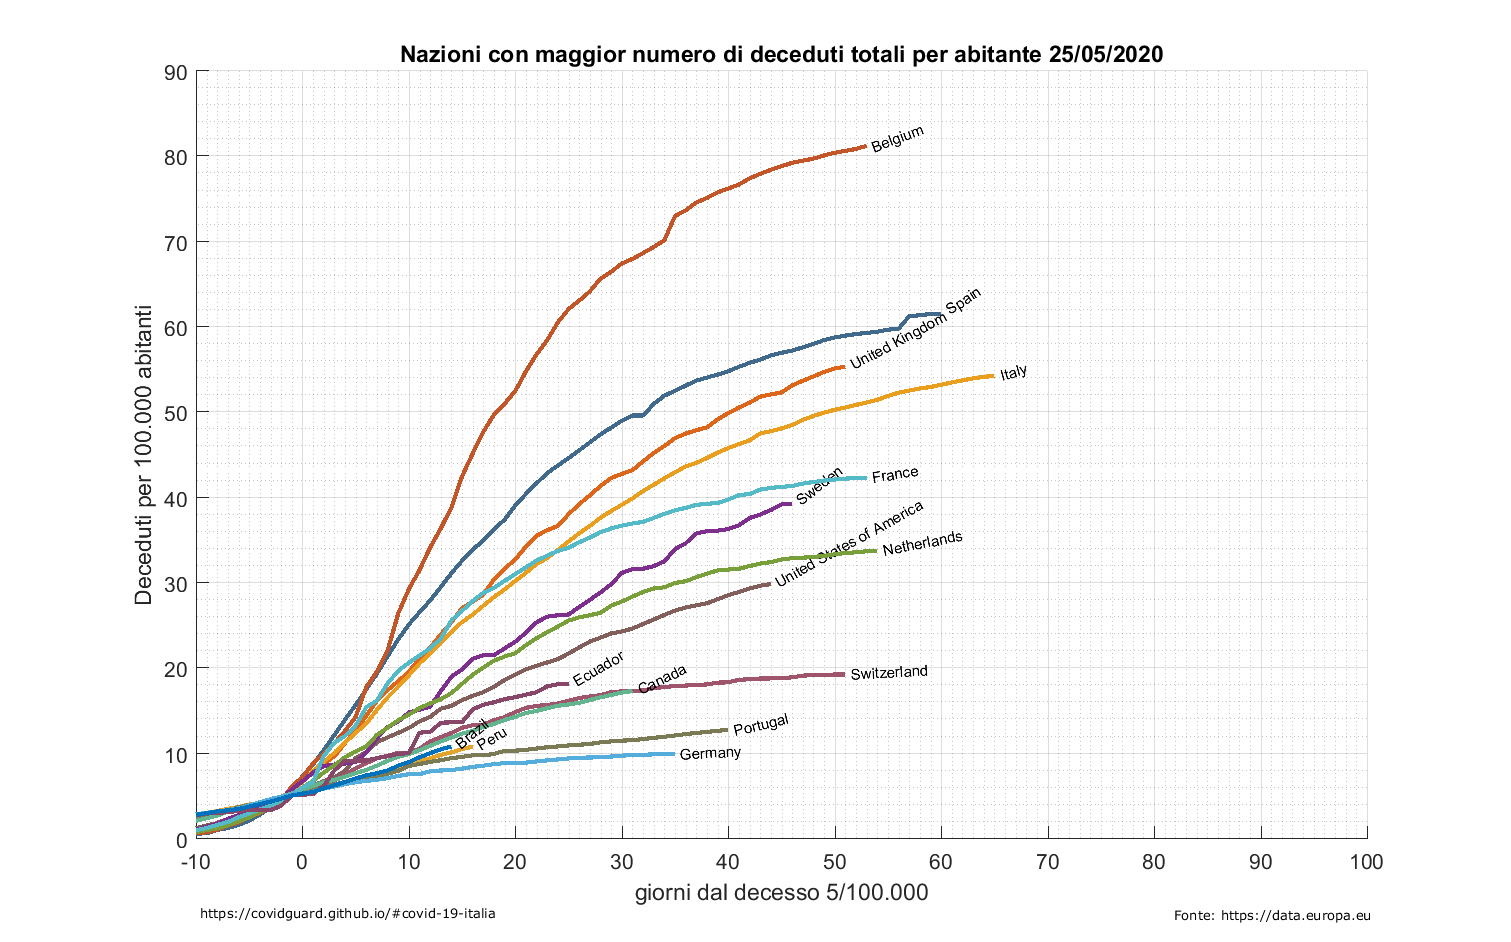 Nazioni con maggior numero di deceduti totali per abitante 25/05/2020
90
80
70
60
50
40
30
20
10
0
Deceduti per 100.000 abitanti
Belgium
Spain
United Kingdom
Italy
France
Sweden
United States of America
Netherlands
Ecuador
Canada
Switzerland
Brazil
Peru
Portugal
Germany
-10 0 10 20 30 40 50 60 70 80 90 100
giorni dal decesso 5/100.000
https://covidguard.github.io/#covid-19-italia
Fonte: https://data.europa.eu